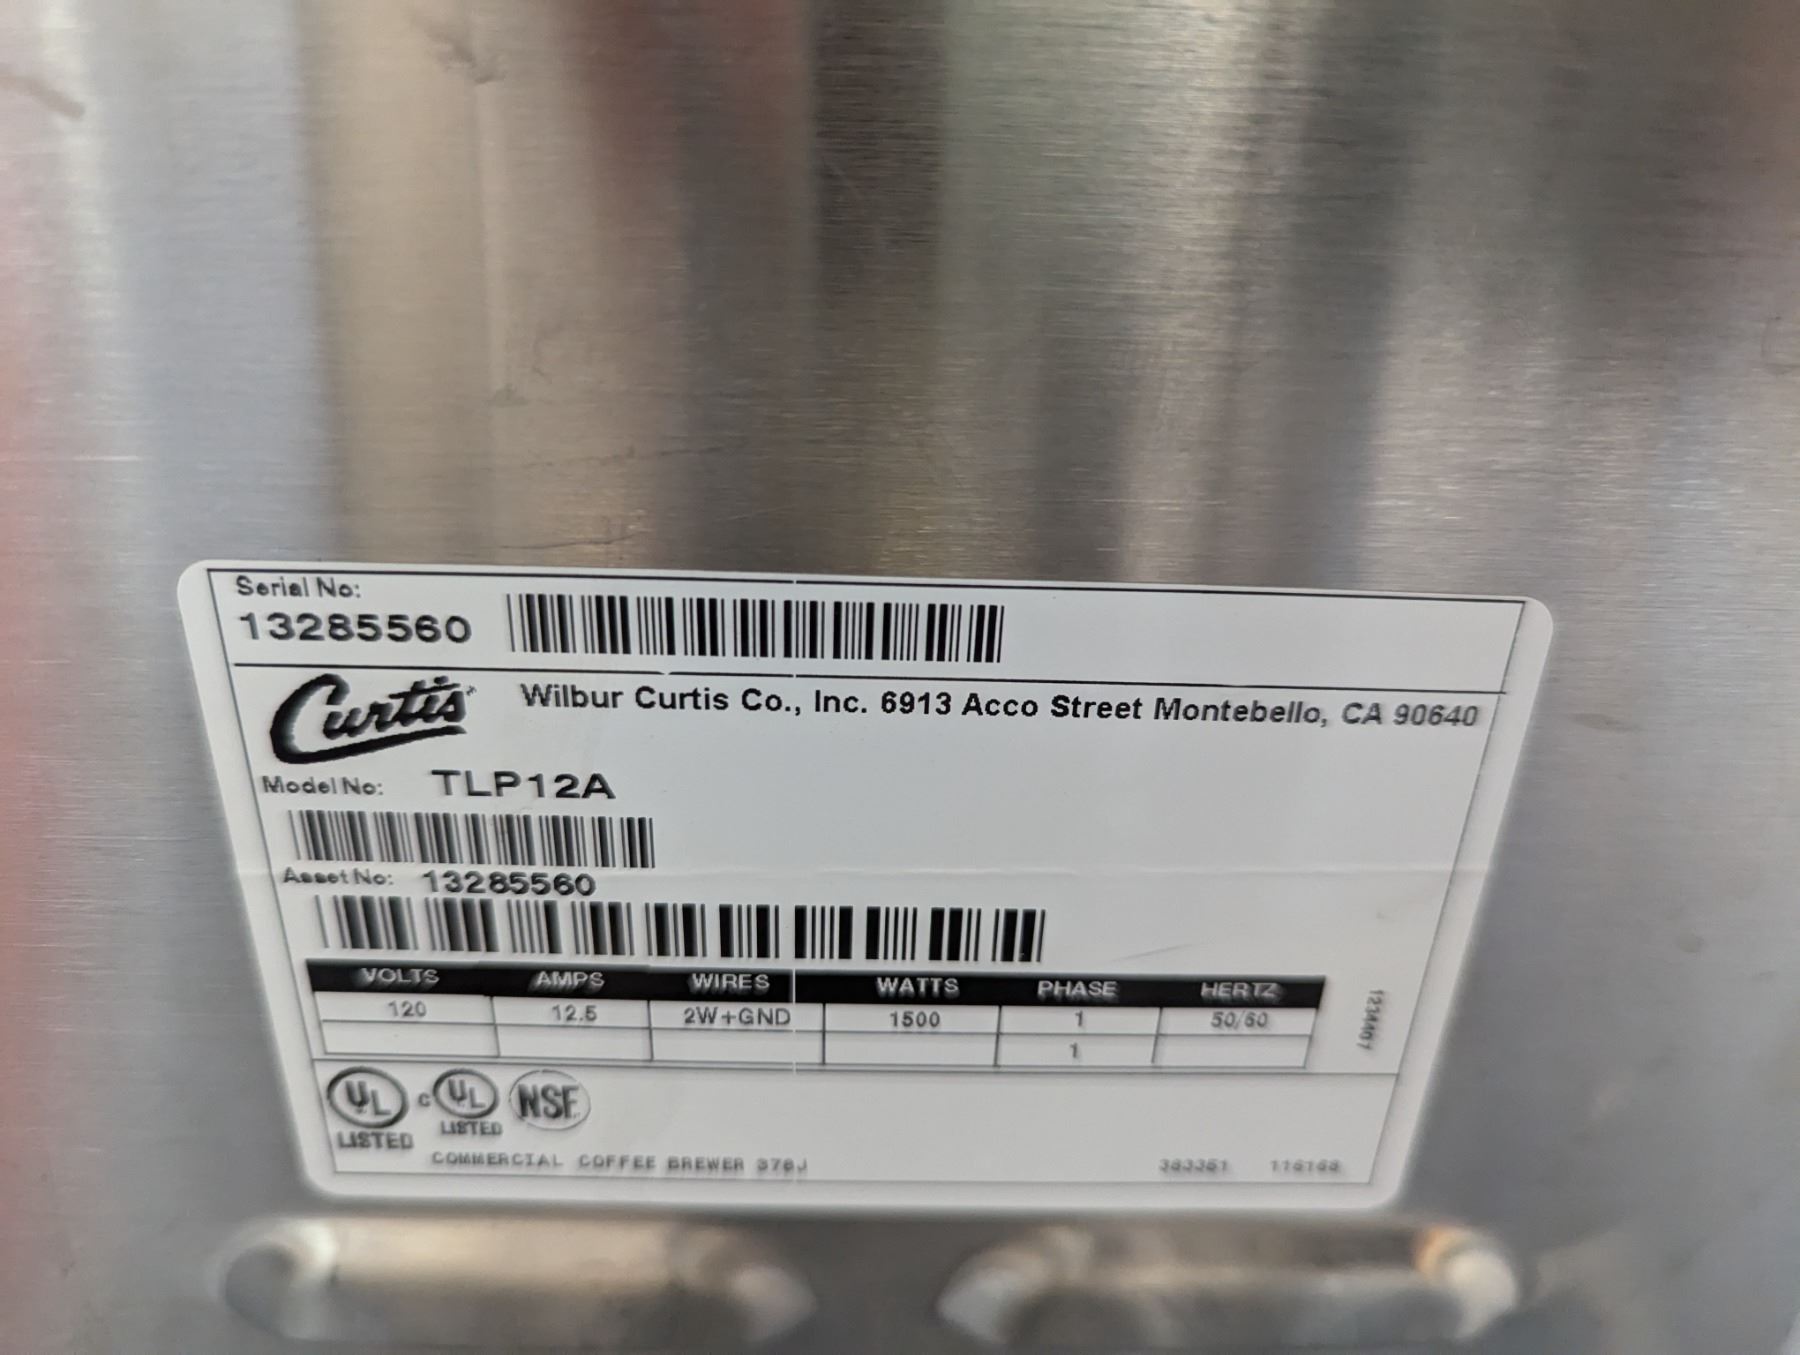 Serial No:
13285560
Curtis
Wilbur Curtis Co., Inc. 6913 Acco Street Montebello, CA 90640
Model No: TLP12A
Asset No: 13285560
VOLTS AMPS WIRES WATTS PHASE HERTZ
120 12.5 2W+GND 1500 1 50/60
1
UL c UL NSF
LISTED LISTED
COMMERCIAL COFFEE BREWER 378J